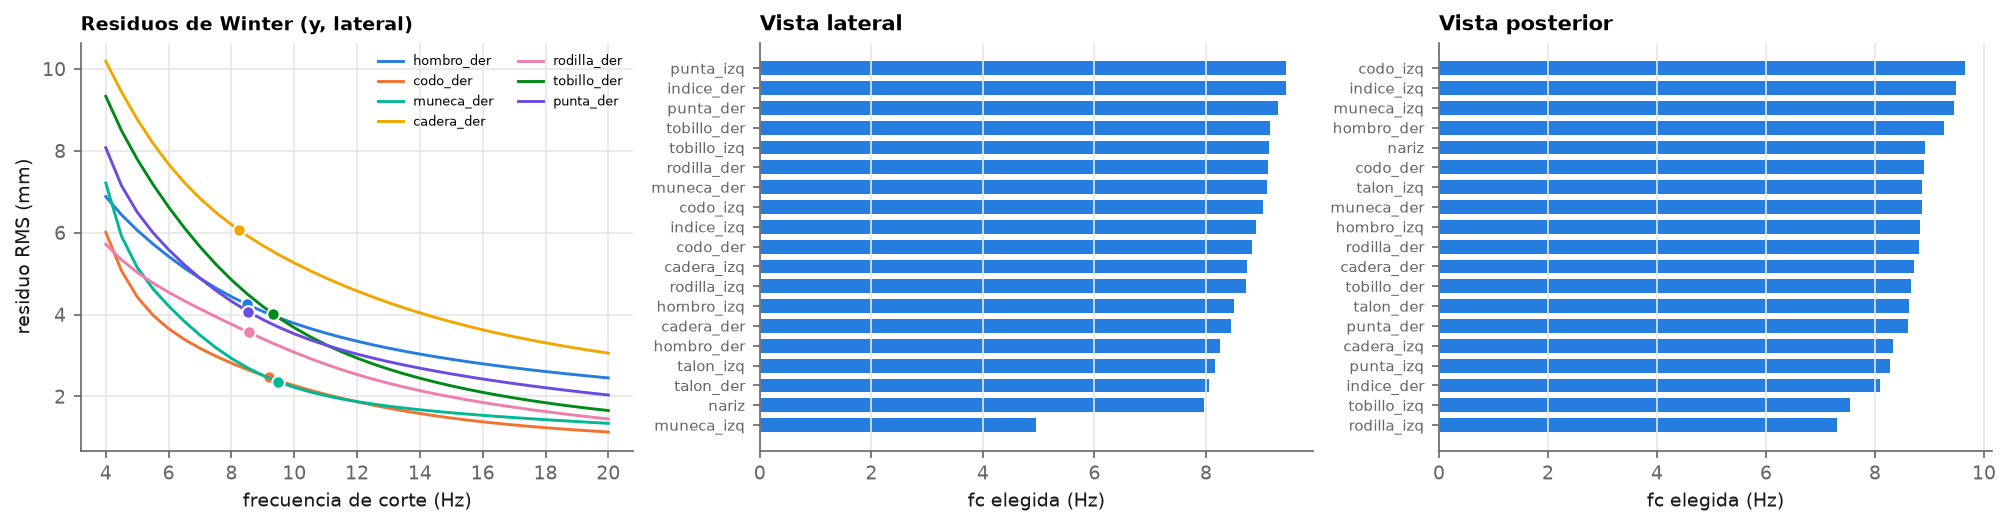 Residuos de Winter (y, lateral)
residuo RMS (mm)
10
8
6
4
2
hombro_der
codo_der
muneca_der
cadera_der
rodilla_der
tobillo_der
punta_der
4 6 8 10 12 14 16 18 20
frecuencia de corte (Hz)
Vista lateral
punta_izq
indice_der
punta_der
tobillo_der
tobillo_izq
rodilla_der
muneca_der
codo_izq
indice_izq
codo_der
cadera_izq
rodilla_izq
hombro_izq
cadera_der
hombro_der
talon_izq
talon_der
nariz
muneca_izq
0 2 4 6 8
fc elegida (Hz)
Vista posterior
codo_izq
indice_izq
muneca_izq
hombro_der
nariz
codo_der
talon_izq
muneca_der
hombro_izq
rodilla_der
cadera_der
tobillo_der
talon_der
punta_der
cadera_izq
punta_izq
indice_der
tobillo_izq
rodilla_izq
0 2 4 6 8 10
fc elegida (Hz)